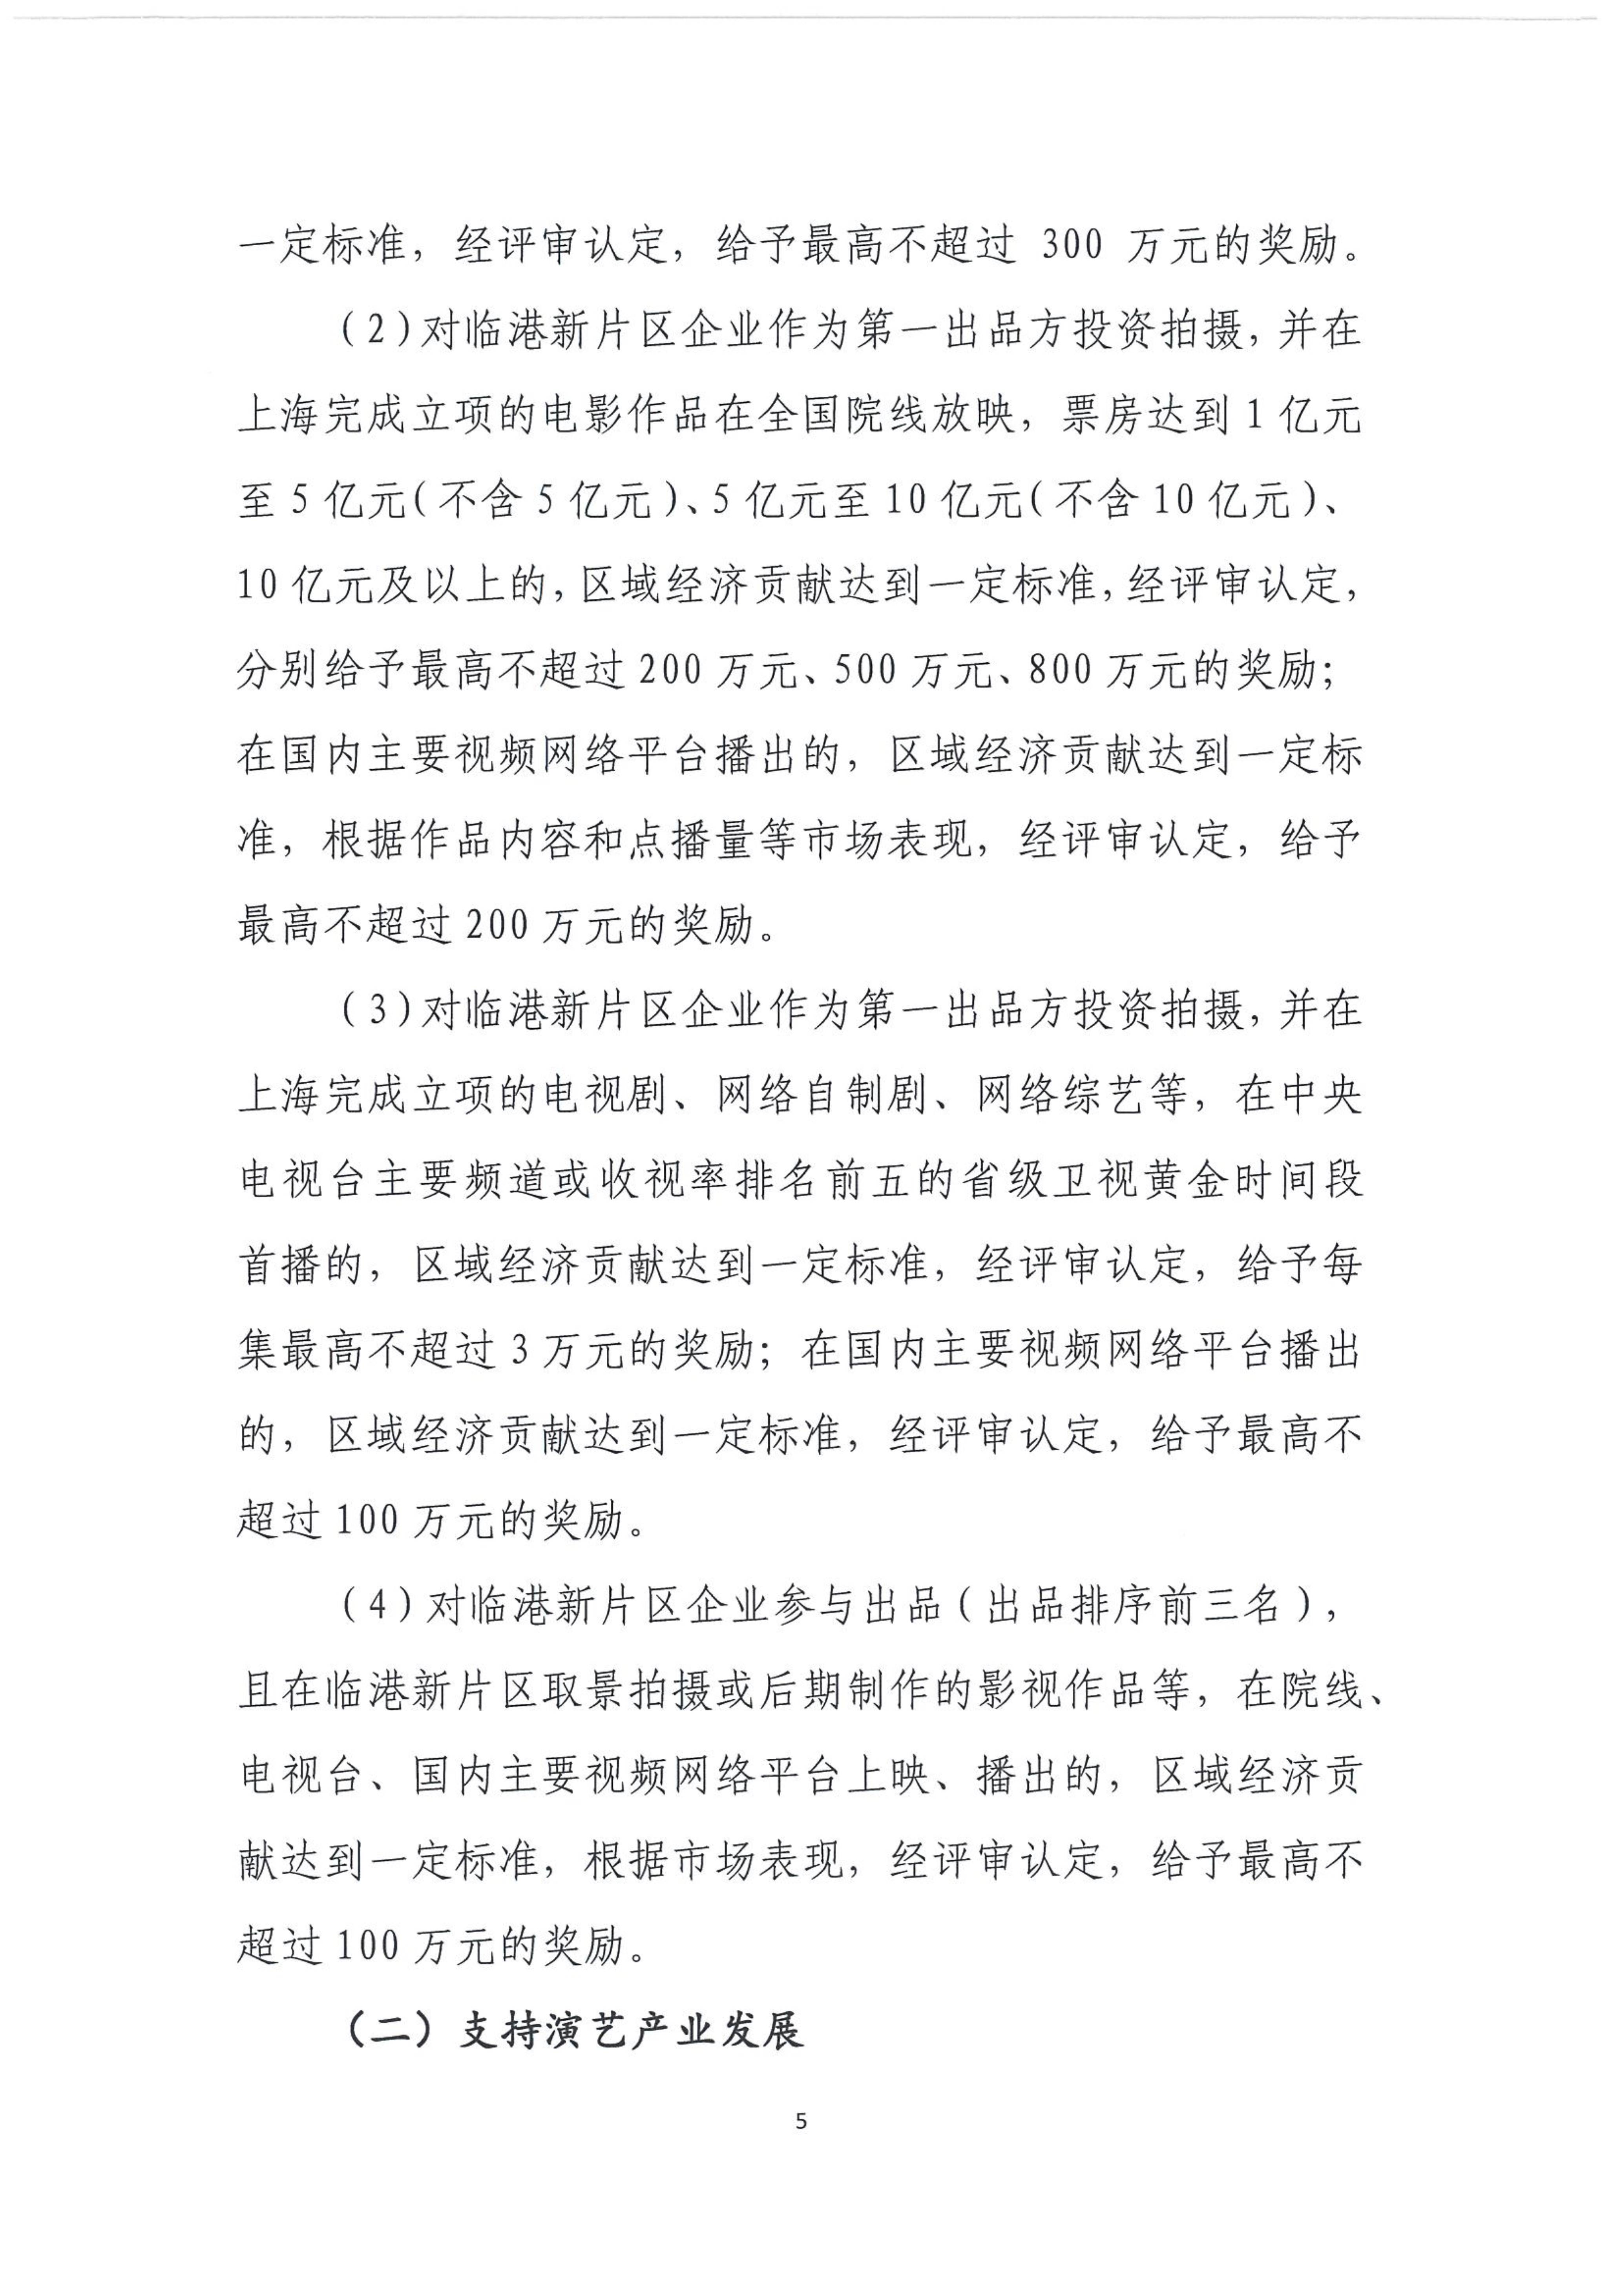 一定标准，经评审认定，给予最高不超过 300 万元的奖励。
（2）对临港新片区企业作为第一出品方投资拍摄，并在
上海完成立项的电影作品在全国院线放映，票房达到 1 亿元
至 5 亿元（不含 5 亿元）、5 亿元至 10 亿元（不含 10 亿元）、
10 亿元及以上的，区域经济贡献达到一定标准，经评审认定，
分别给予最高不超过 200 万元、500 万元、800 万元的奖励；
在国内主要视频网络平台播出的，区域经济贡献达到一定标
准，根据作品内容和点播量等市场表现，经评审认定，给予
最高不超过 200 万元的奖励。
（3）对临港新片区企业作为第一出品方投资拍摄，并在
上海完成立项的电视剧、网络自制剧、网络综艺等，在中央
电视台主要频道或收视率排名前五的省级卫视黄金时间段
首播的，区域经济贡献达到一定标准，经评审认定，给予每
集最高不超过 3 万元的奖励；在国内主要视频网络平台播出
的，区域经济贡献达到一定标准，经评审认定，给予最高不
超过 100 万元的奖励。
（4）对临港新片区企业参与出品（出品排序前三名），
且在临港新片区取景拍摄或后期制作的影视作品等，在院线、
电视台、国内主要视频网络平台上映、播出的，区域经济贡
献达到一定标准，根据市场表现，经评审认定，给予最高不
超过 100 万元的奖励。
（二）支持演艺产业发展
5